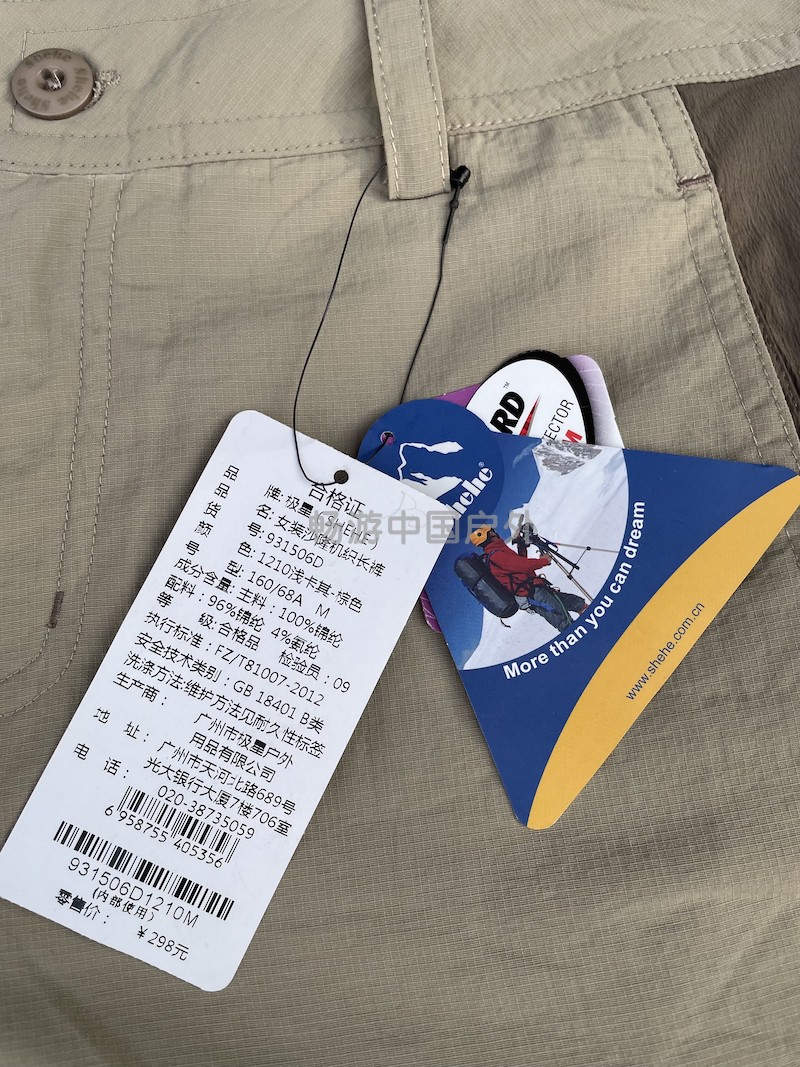 shehe shehe shehe
合格证
品 牌:极星
品 名:女装沙隆机织长裤
货 号:931506D
颜 色:1210浅卡其-棕色
号 型:160/68A M
成分含量:主料:100%锦纶
配料:96%锦纶 4%氨纶
等 级:合格品 检验员:09
执行标准:FZ/T81007-2012
安全技术类别:GB 18401 B类
洗涤方法:维护方法见耐久性标签
生产商:广州市极星户外
用品有限公司
地 址:广州市天河北路689号
光大银行大厦7楼706室
电 话:020-38735059
6 958755 405356
931506D1210M
(内部使用)
零售价:¥298元
畅游中国户外
shehe®
More than you can dream
www.shehe.com.cn
RD™
ECTOR
M